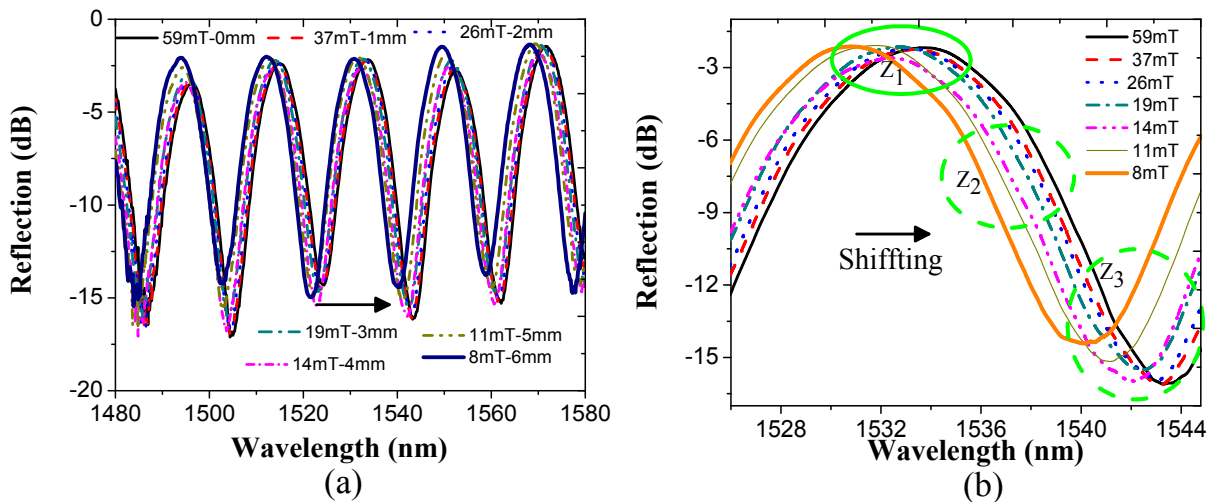 0
-5
-10
-15
-20
Reflection (dB)
59mT-0mm 37mT-1mm 26mT-2mm
19mT-3mm 11mT-5mm
14mT-4mm 8mT-6mm
1480 1500 1520 1540 1560 1580
Wavelength (nm)
(a)
-3
-6
-9
-12
-15
Reflection (dB)
59mT
37mT
26mT
19mT
14mT
11mT
8mT
Z1
Z2
Z3
Shiffting
1528 1532 1536 1540 1544
Wavelength (nm)
(b)